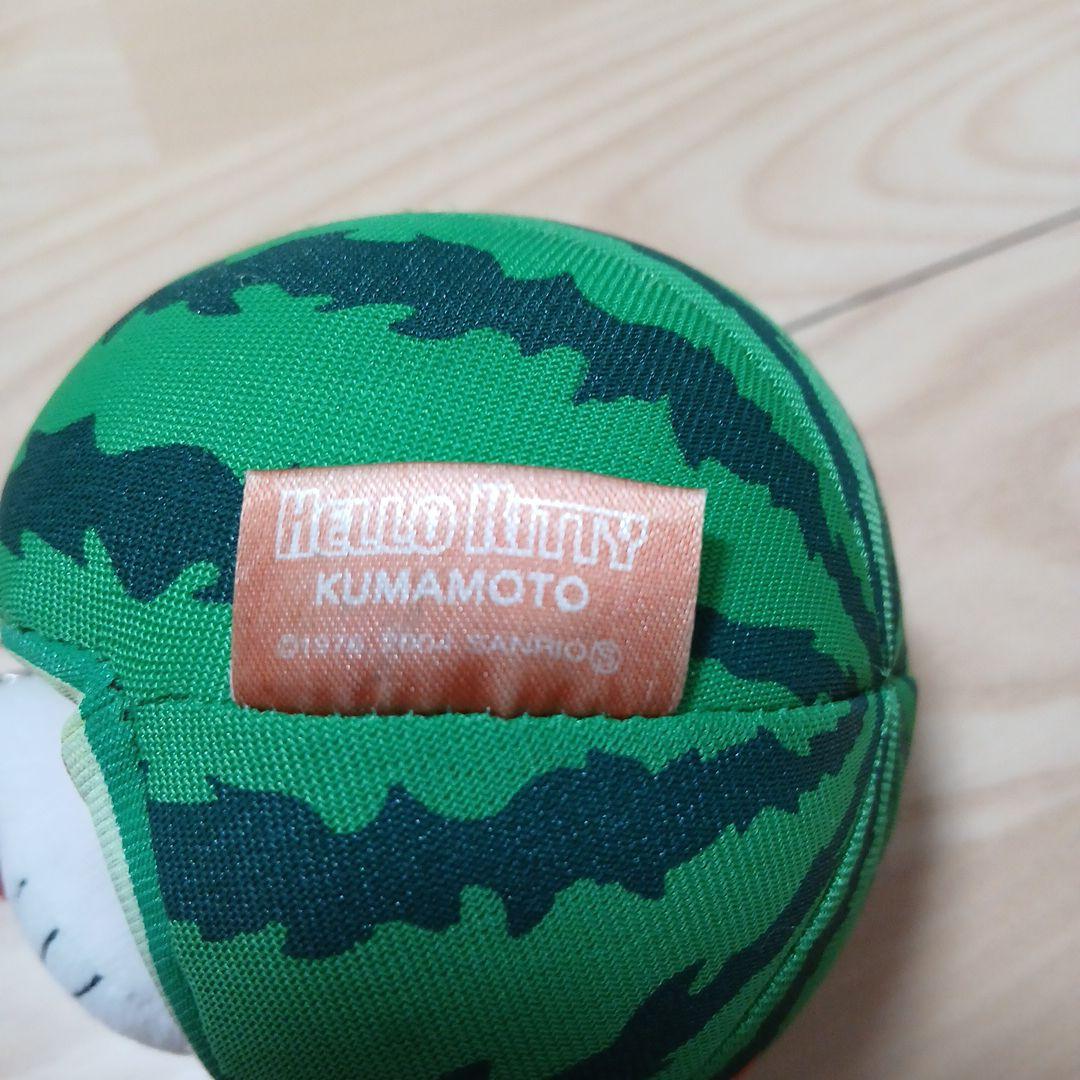 HELLO KITTY
KUMAMOTO
©1976, 2004 SANRIO Ⓢ